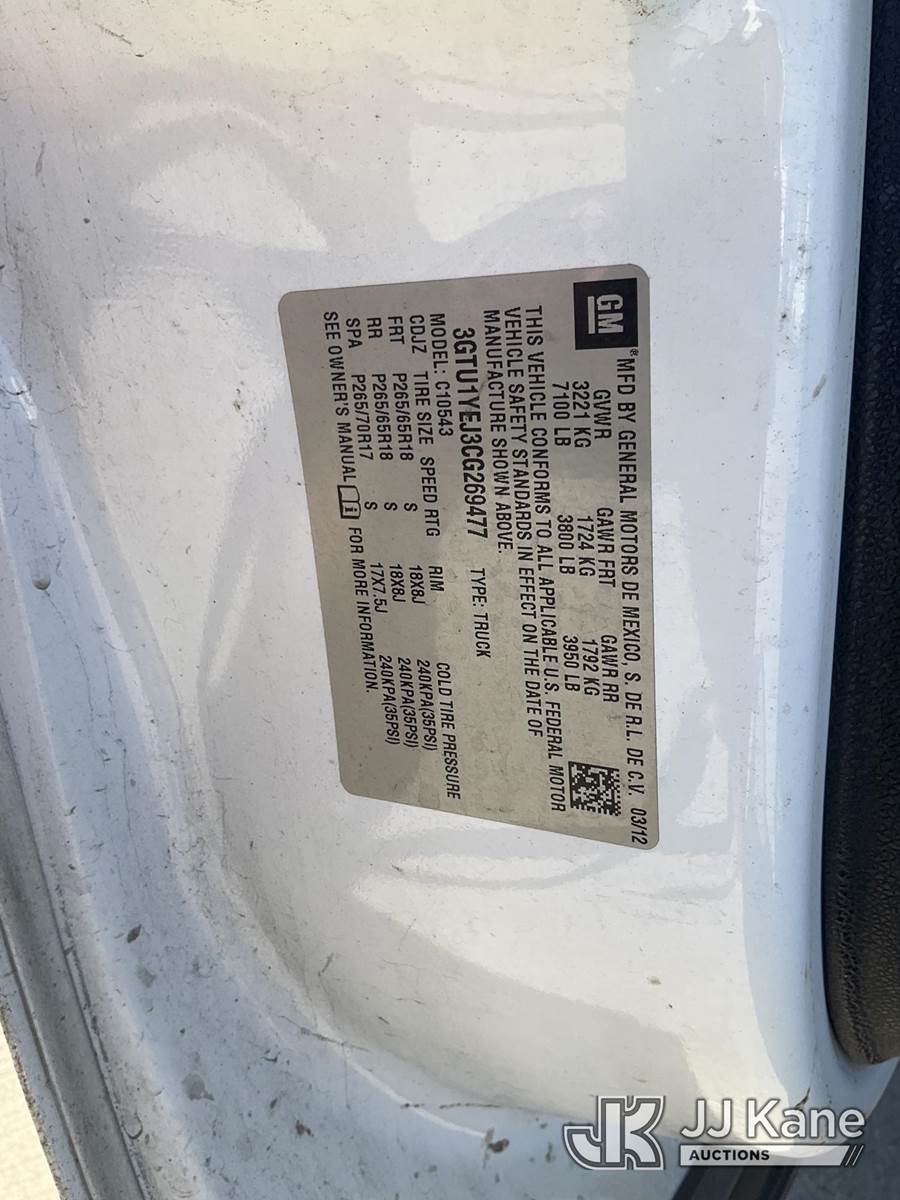 GM
®MFD BY GENERAL MOTORS DE MEXICO, S. DE R.L. DE C.V. 03/12
GVWR GAWR FRT GAWR RR
3221 KG 1724 KG 1792 KG
7100 LB 3800 LB 3950 LB
THIS VEHICLE CONFORMS TO ALL APPLICABLE U.S. FEDERAL MOTOR
VEHICLE SAFETY STANDARDS IN EFFECT ON THE DATE OF
MANUFACTURE SHOWN ABOVE.
3GTU1YEJ3CG269477 TYPE: TRUCK
MODEL: C10543
CDJZ TIRE SIZE SPEED RTG RIM COLD TIRE PRESSURE
FRT P265/65R18 S 18X8J 240KPA(35PSI)
RR P265/65R18 S 18X8J 240KPA(35PSI)
SPA P265/70R17 S 17X7.5J 240KPA(35PSI)
SEE OWNER'S MANUAL i FOR MORE INFORMATION.
JK JJ Kane
AUCTIONS